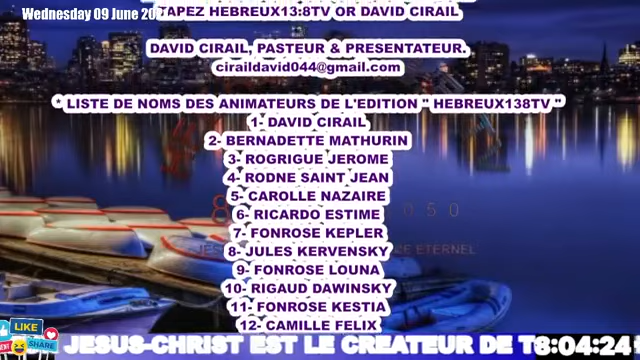 Wednesday 09 June 20
TAPEZ HEBREUX13:8TV OR DAVID CIRAIL
DAVID CIRAIL, PASTEUR & PRESENTATEUR.
ciraildavid044@gmail.com
* LISTE DE NOMS DES ANIMATEURS DE L'EDITION " HEBREUX138TV "
1- DAVID CIRAIL
2- BERNADETTE MATHURIN
3- ROGRIGUE JEROME
4- RODNE SAINT JEAN
5- CAROLLE NAZAIRE
6- RICARDO ESTIME
7- FONROSE KEPLER
8- JULES KERVENSKY
9- FONROSE LOUNA
10- RIGAUD DAWINSKY
11- FONROSE KESTIA
12- CAMILLE FELIX
050
ETERNEL
LIKE
SHARE
JESUS-CHRIST EST LE CREATEUR DE T
8:04:24